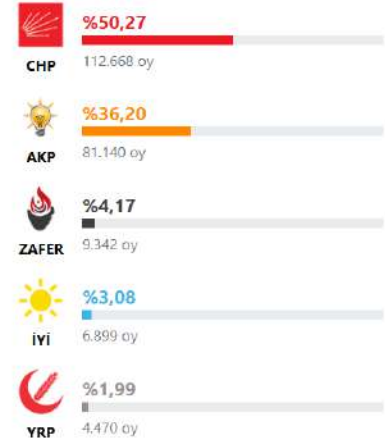 %50,27
CHP
112.668 oy
%36,20
AKP
81.140 oy
%4,17
ZAFER
9.342 oy
%3,08
İYİ
6.899 oy
%1,99
YRP
4.470 oy